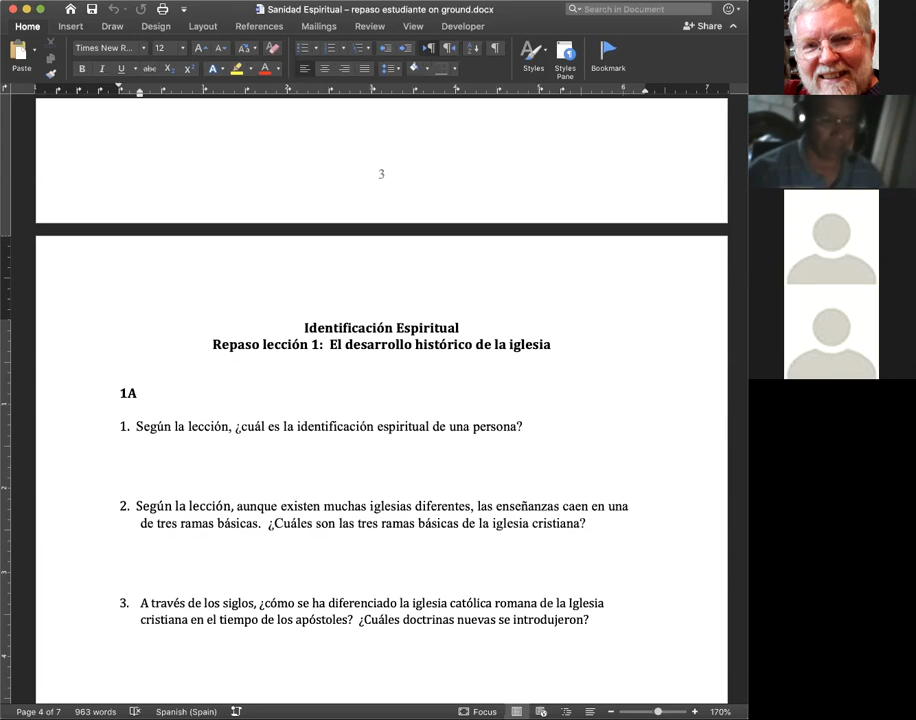 Sanidad Espiritual – repaso estudiante on ground.docx
Search in Document
Home Insert Draw Design Layout References Mailings Review View Developer
Share
Times New R... 12
Paste
Styles
Styles Pane
Bookmark
3
Identificación Espiritual
Repaso lección 1: El desarrollo histórico de la iglesia
1A
1. Según la lección, ¿cuál es la identificación espiritual de una persona?
2. Según la lección, aunque existen muchas iglesias diferentes, las enseñanzas caen en una
de tres ramas básicas. ¿Cuáles son las tres ramas básicas de la iglesia cristiana?
3. A través de los siglos, ¿cómo se ha diferenciado la iglesia católica romana de la Iglesia
cristiana en el tiempo de los apóstoles? ¿Cuáles doctrinas nuevas se introdujeron?
Page 4 of 7 963 words Spanish (Spain) Focus 170%